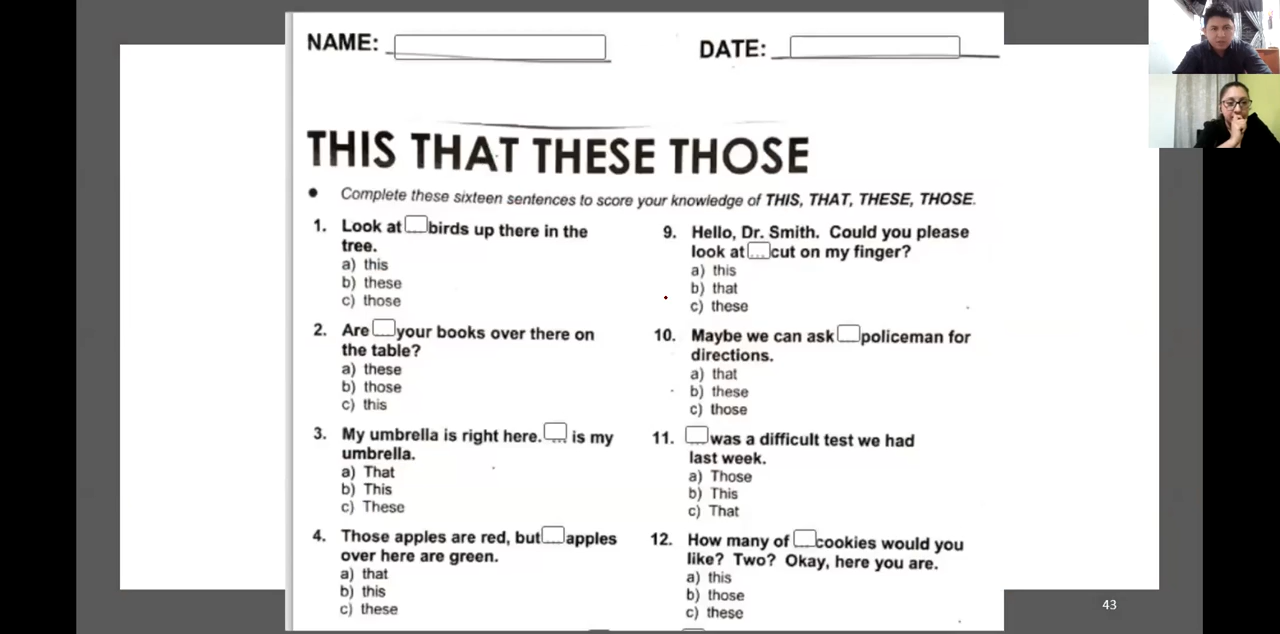 NAME:
DATE:
THIS THAT THESE THOSE
Complete these sixteen sentences to score your knowledge of THIS, THAT, THESE, THOSE.
1. Look at birds up there in the
tree.
a) this
b) these
c) those
2. Are your books over there on
the table?
a) these
b) those
c) this
3. My umbrella is right here. ... is my
umbrella.
a) That
b) This
c) These
4. Those apples are red, but apples
over here are green.
a) that
b) this
c) these
9. Hello, Dr. Smith. Could you please
look at ... cut on my finger?
a) this
b) that
c) these
10. Maybe we can ask policeman for
directions.
a) that
b) these
c) those
11. was a difficult test we had
last week.
a) Those
b) This
c) That
12. How many of cookies would you
like? Two? Okay, here you are.
a) this
b) those
c) these
43